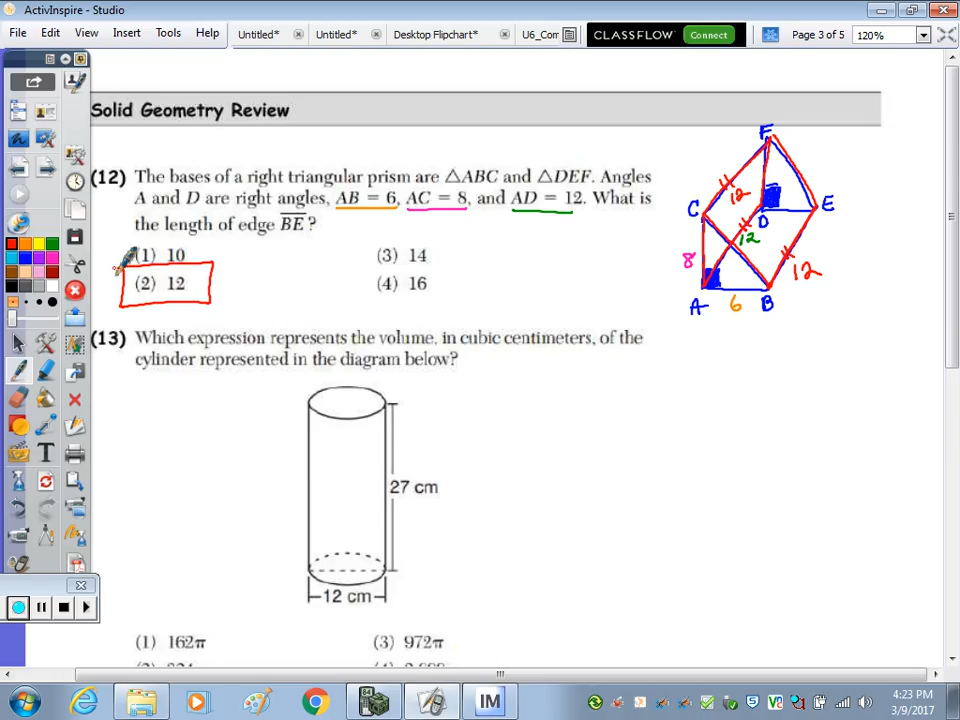 ActivInspire - Studio
File Edit View Insert Tools Help Untitled* Untitled* Desktop Flipchart* U6_Com CLASSFLOW Connect Page 3 of 5 120%
Solid Geometry Review
(12) The bases of a right triangular prism are △ABC and △DEF. Angles
A and D are right angles, AB = 6, AC = 8, and AD = 12. What is
the length of edge BE?
(1) 10 (3) 14
(2) 12 (4) 16
F
12
C
D
E
12
8
12
A
6
B
(13) Which expression represents the volume, in cubic centimeters, of the
cylinder represented in the diagram below?
27 cm
12 cm
(1) 162π (3) 972π
IM
4:23 PM
3/9/2017